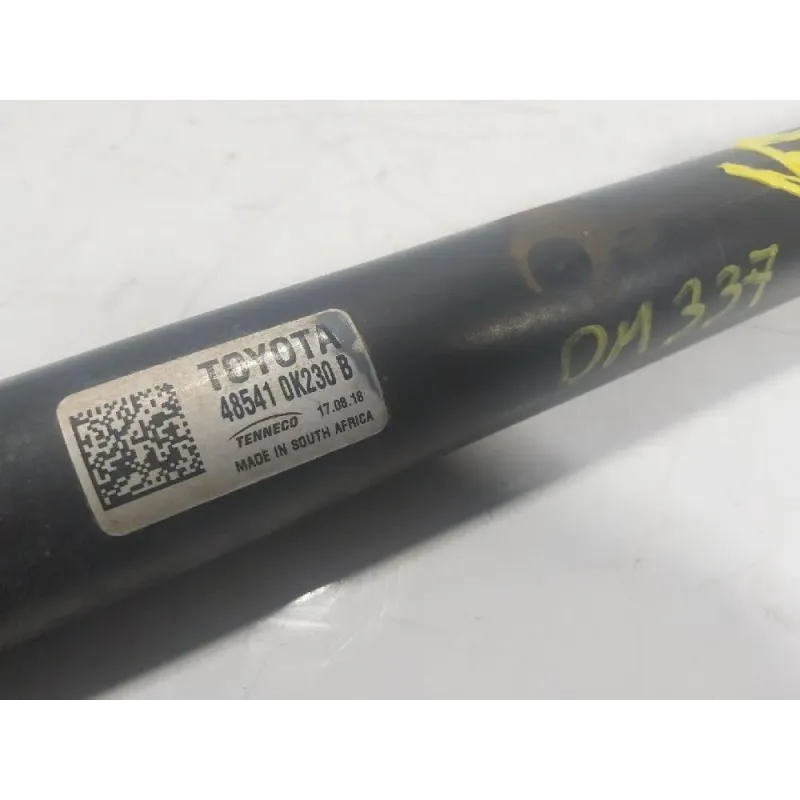 TOYOTA
48541 0K230 B
TENNECO 17.08.18
MADE IN SOUTH AFRICA
DM 337